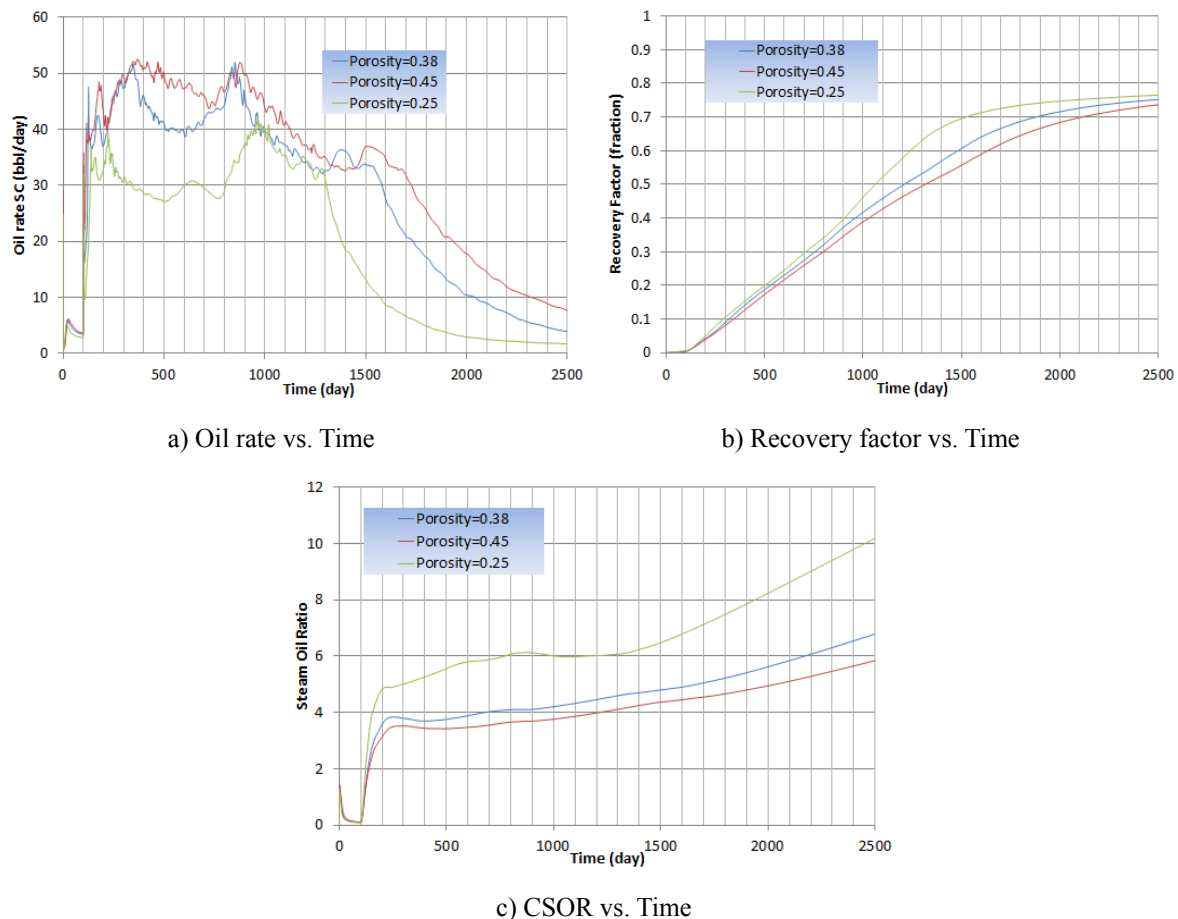 60
50
40
30
20
10
0
Oil rate SC (bbl/day)
Porosity=0.38
Porosity=0.45
Porosity=0.25
0 500 1000 1500 2000 2500
Time (day)
a) Oil rate vs. Time
1
0.9
0.8
0.7
0.6
0.5
0.4
0.3
0.2
0.1
0
Recovery Factor (fraction)
Porosity=0.38
Porosity=0.45
Porosity=0.25
0 500 1000 1500 2000 2500
Time (day)
b) Recovery factor vs. Time
12
10
8
6
4
2
0
Steam Oil Ratio
Porosity=0.38
Porosity=0.45
Porosity=0.25
0 500 1000 1500 2000 2500
Time (day)
c) CSOR vs. Time